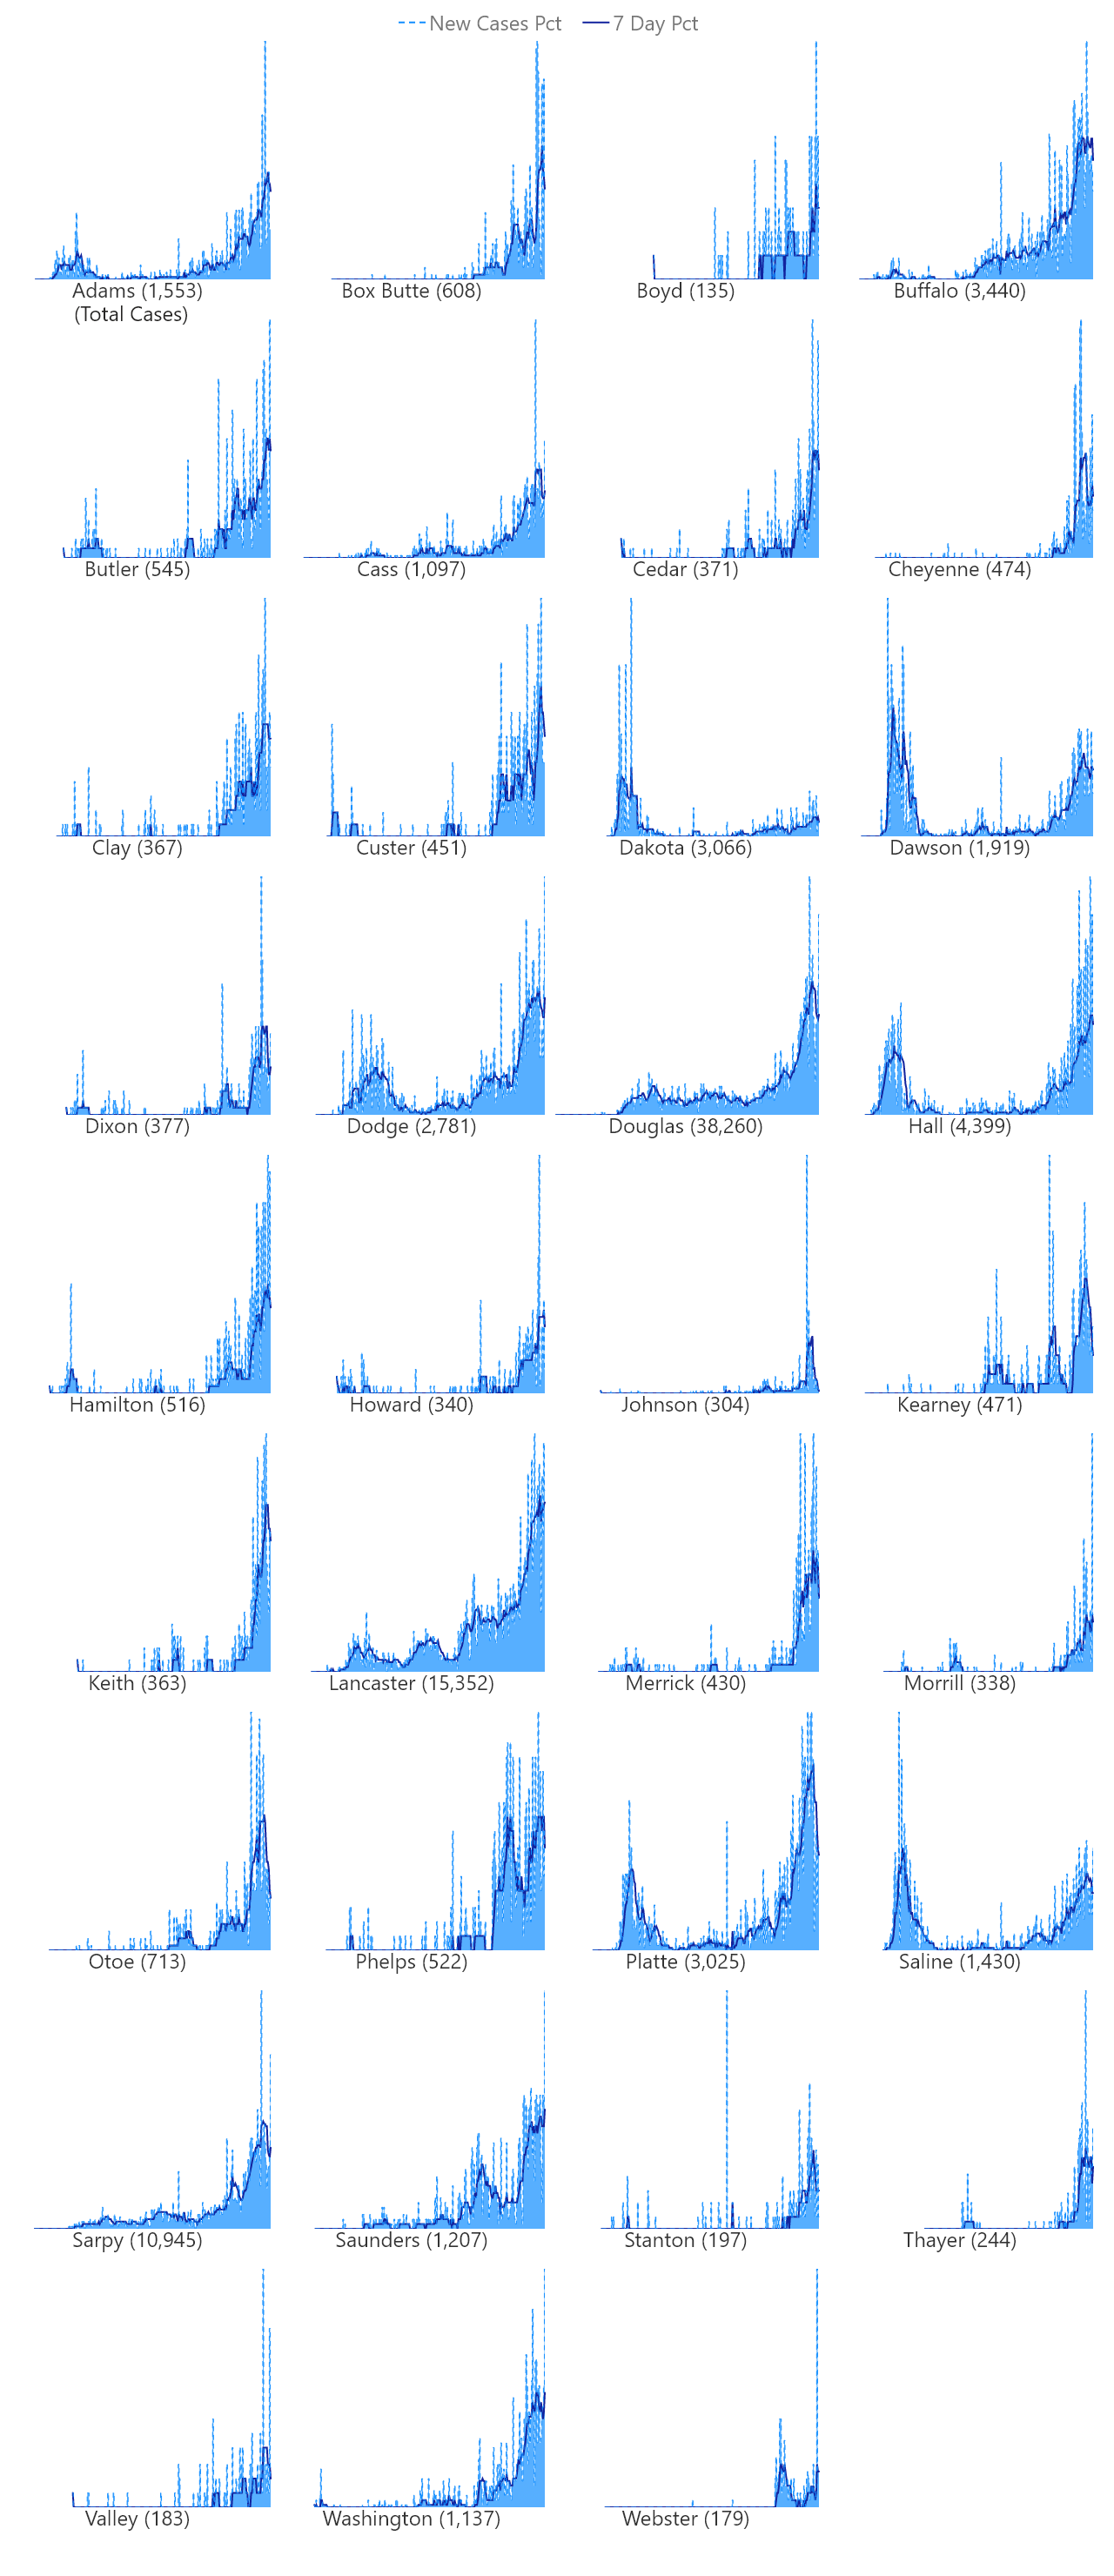 New Cases Pct 7 Day Pct
Adams (1,553) Box Butte (608) Boyd (135) Buffalo (3,440)
(Total Cases)
Butler (545) Cass (1,097) Cedar (371) Cheyenne (474)
Clay (367) Custer (451) Dakota (3,066) Dawson (1,919)
Dixon (377) Dodge (2,781) Douglas (38,260) Hall (4,399)
Hamilton (516) Howard (340) Johnson (304) Kearney (471)
Keith (363) Lancaster (15,352) Merrick (430) Morrill (338)
Otoe (713) Phelps (522) Platte (3,025) Saline (1,430)
Sarpy (10,945) Saunders (1,207) Stanton (197) Thayer (244)
Valley (183) Washington (1,137) Webster (179)